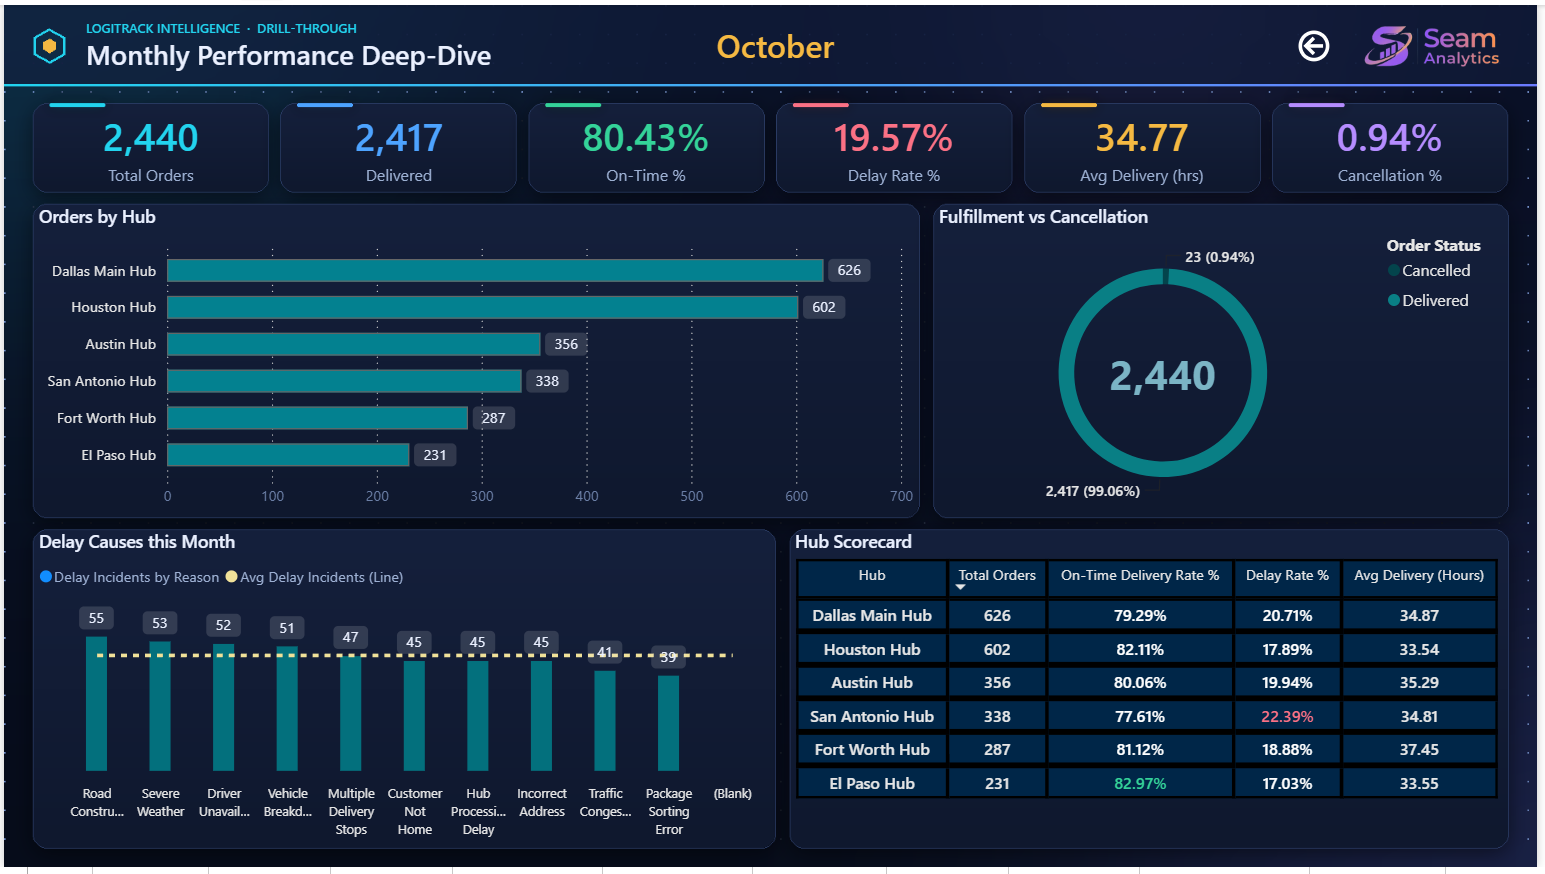 LOGITRACK INTELLIGENCE · DRILL-THROUGH
Monthly Performance Deep-Dive
October
Seam
Analytics
2,440
Total Orders
2,417
Delivered
80.43%
On-Time %
19.57%
Delay Rate %
34.77
Avg Delivery (hrs)
0.94%
Cancellation %
Orders by Hub
Dallas Main Hub 626
Houston Hub 602
Austin Hub 356
San Antonio Hub 338
Fort Worth Hub 287
El Paso Hub 231
0 100 200 300 400 500 600 700
Fulfillment vs Cancellation
Order Status
Cancelled
Delivered
23 (0.94%)
2,440
2,417 (99.06%)
Delay Causes this Month
Delay Incidents by Reason Avg Delay Incidents (Line)
55 53 52 51 47 45 45 45 41 39
Road
Constru...
Severe
Weather
Driver
Unavail...
Vehicle
Breakd...
Multiple
Delivery
Stops
Customer
Not
Home
Hub
Processi...
Delay
Incorrect
Address
Traffic
Conges...
Package
Sorting
Error
(Blank)
Hub Scorecard
Hub Total Orders On-Time Delivery Rate % Delay Rate % Avg Delivery (Hours)
Dallas Main Hub 626 79.29% 20.71% 34.87
Houston Hub 602 82.11% 17.89% 33.54
Austin Hub 356 80.06% 19.94% 35.29
San Antonio Hub 338 77.61% 22.39% 34.81
Fort Worth Hub 287 81.12% 18.88% 37.45
El Paso Hub 231 82.97% 17.03% 33.55